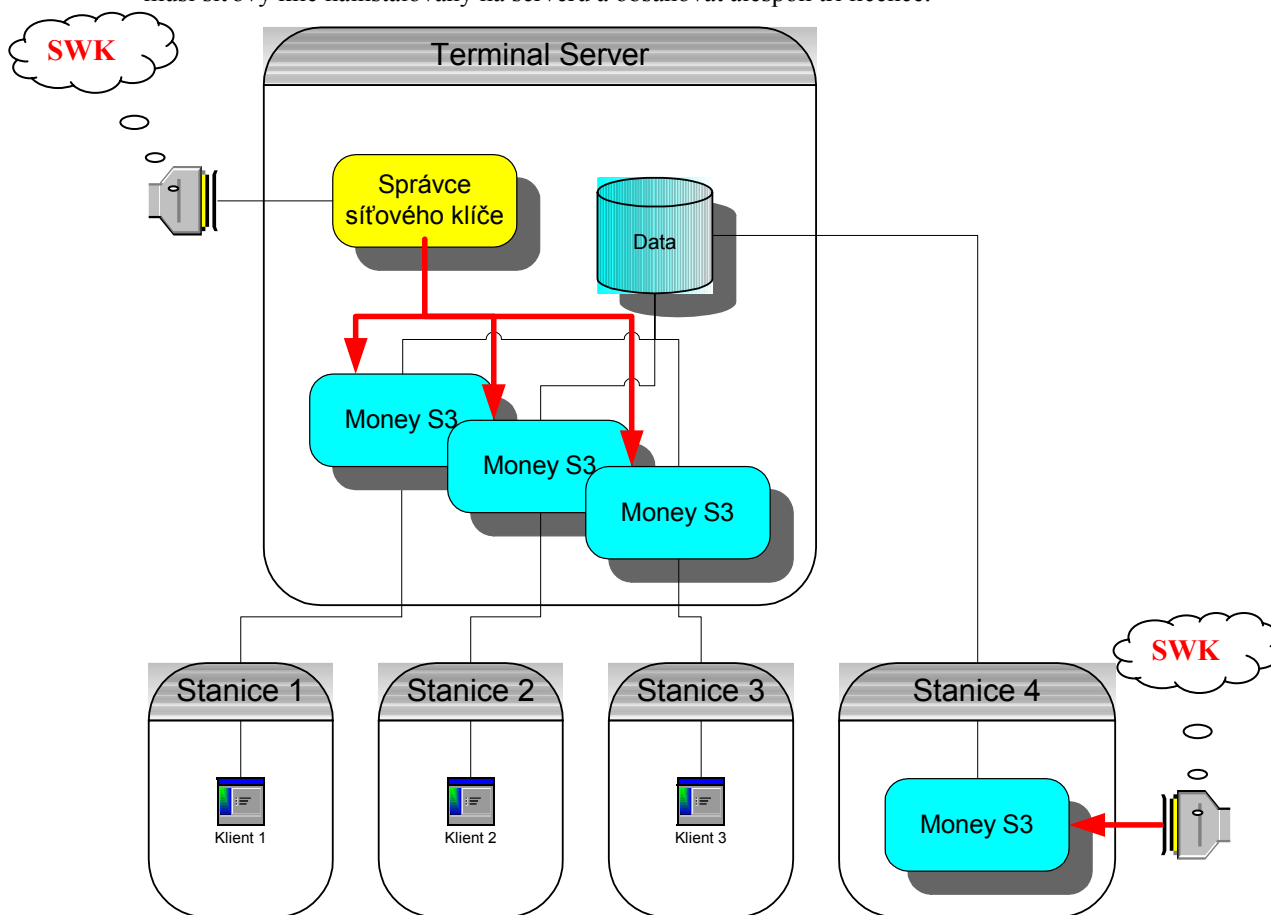 SWK
Terminal Server
Správce
síťového klíče
Data
Money S3
Money S3
Money S3
SWK
Stanice 1
Stanice 2
Stanice 3
Stanice 4
Klient 1
Klient 2
Klient 3
Money S3